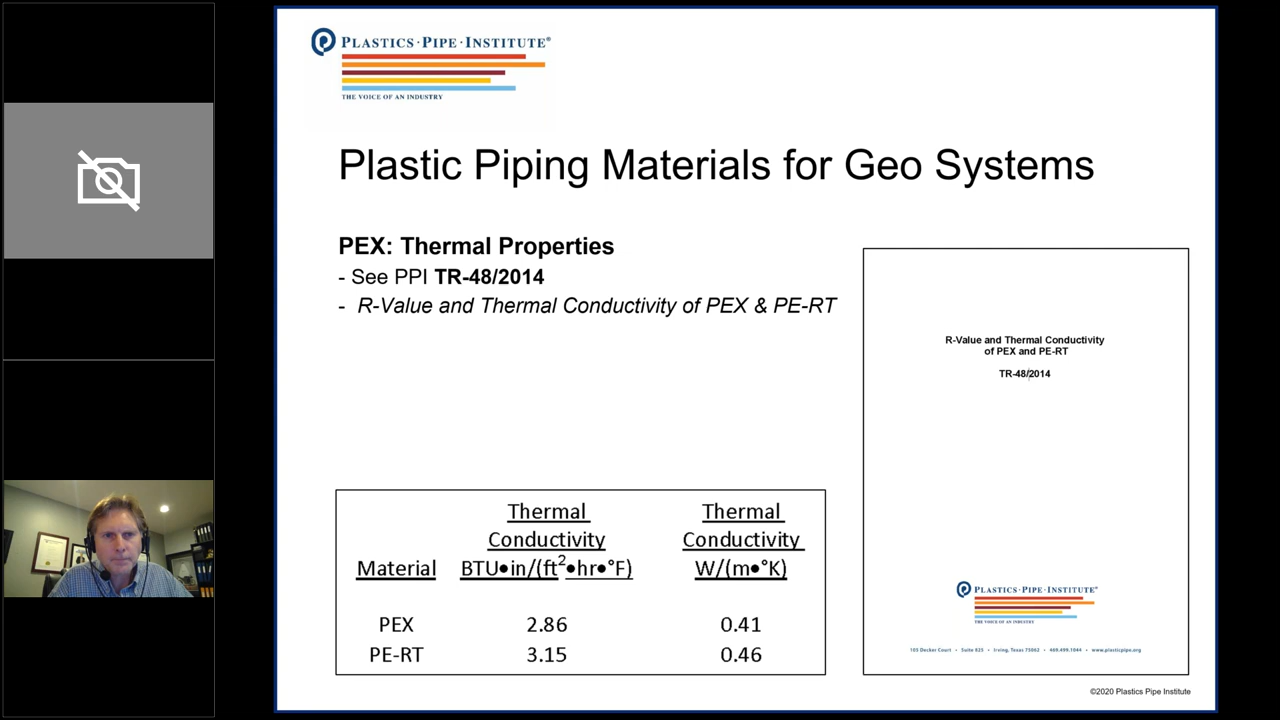 PLASTICS·PIPE·INSTITUTE®
THE VOICE OF AN INDUSTRY
Plastic Piping Materials for Geo Systems
PEX: Thermal Properties
- See PPI TR-48/2014
- R-Value and Thermal Conductivity of PEX & PE-RT
Material
Thermal
Conductivity
BTU•in/(ft²•hr•°F)
Thermal
Conductivity
W/(m•°K)
PEX 2.86 0.41
PE-RT 3.15 0.46
R-Value and Thermal Conductivity
of PEX and PE-RT
TR-48/2014
PLASTICS·PIPE·INSTITUTE®
THE VOICE OF AN INDUSTRY
105 Decker Court • Suite 825 • Irving, Texas 75062 • 469.499.1044 • www.plasticpipe.org
©2020 Plastics Pipe Institute